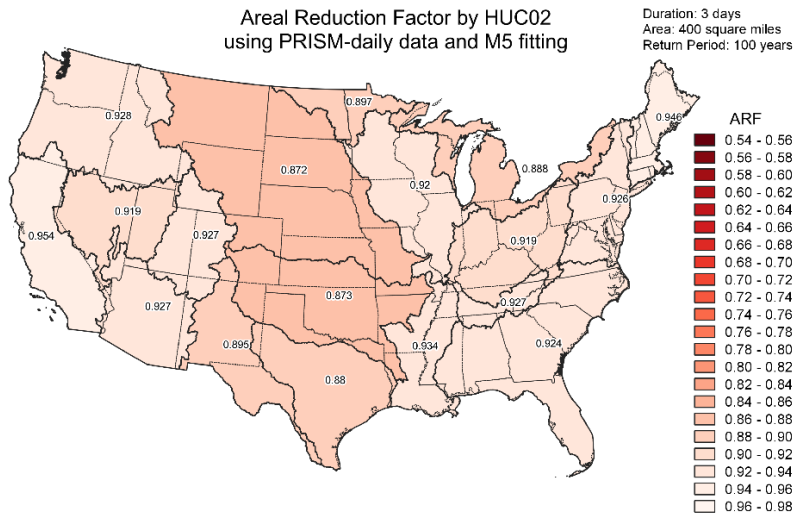 Areal Reduction Factor by HUC02
using PRISM-daily data and M5 fitting
Duration: 3 days
Area: 400 square miles
Return Period: 100 years
0.928
0.897
0.946
0.872
0.888
0.92
0.926
0.919
0.954
0.927
0.919
0.927
0.873
0.927
0.895
0.934
0.924
0.88
ARF
0.54 - 0.56
0.56 - 0.58
0.58 - 0.60
0.60 - 0.62
0.62 - 0.64
0.64 - 0.66
0.66 - 0.68
0.68 - 0.70
0.70 - 0.72
0.72 - 0.74
0.74 - 0.76
0.76 - 0.78
0.78 - 0.80
0.80 - 0.82
0.82 - 0.84
0.84 - 0.86
0.86 - 0.88
0.88 - 0.90
0.90 - 0.92
0.92 - 0.94
0.94 - 0.96
0.96 - 0.98